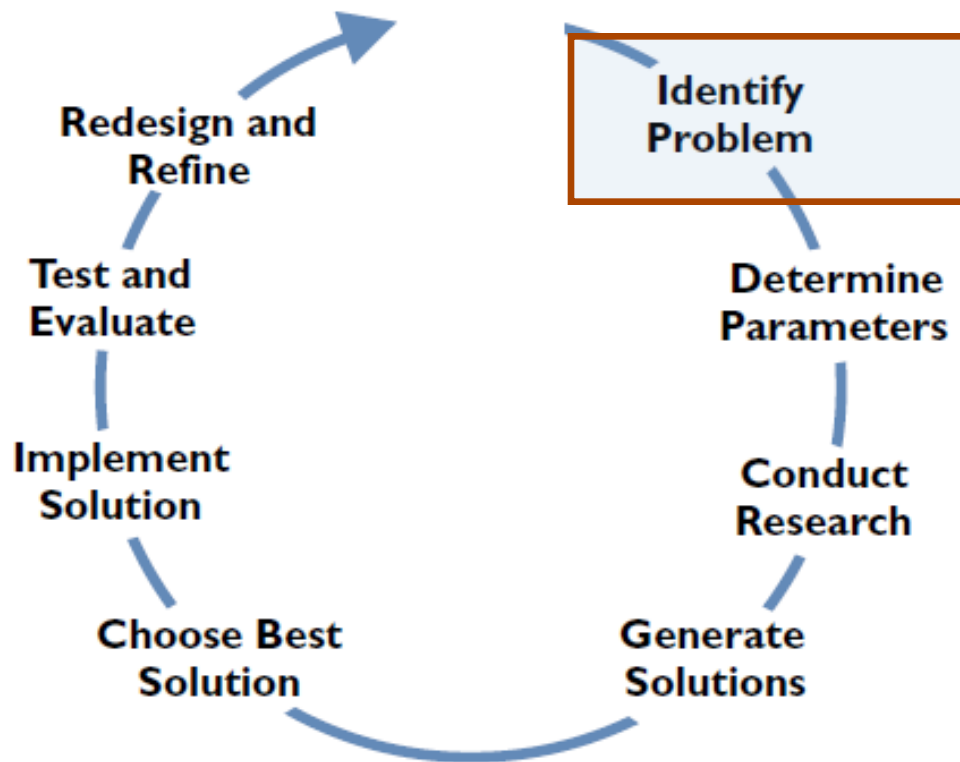 Identify
Problem
Determine
Parameters
Conduct
Research
Generate
Solutions
Choose Best
Solution
Implement
Solution
Test and
Evaluate
Redesign and
Refine